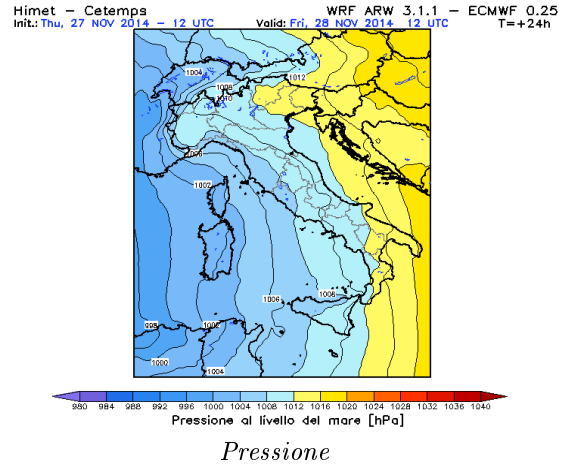 Himet – Cetemps WRF ARW 3.1.1 – ECMWF 0.25
Init.: Thu, 27 NOV 2014 – 12 UTC Valid: Fri, 28 NOV 2014 12 UTC T=+24h
1004
1012
1008
1010
1006
1002
1006
1008
998
1002
1000
1004
980 984 988 992 996 1000 1004 1008 1012 1016 1020 1024 1028 1032 1036 1040
Pressione al livello del mare [hPa]
Pressione